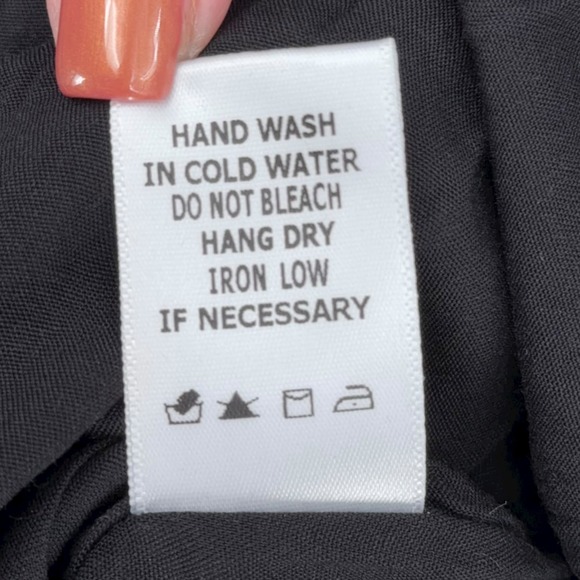 HAND WASH
IN COLD WATER
DO NOT BLEACH
HANG DRY
IRON LOW
IF NECESSARY